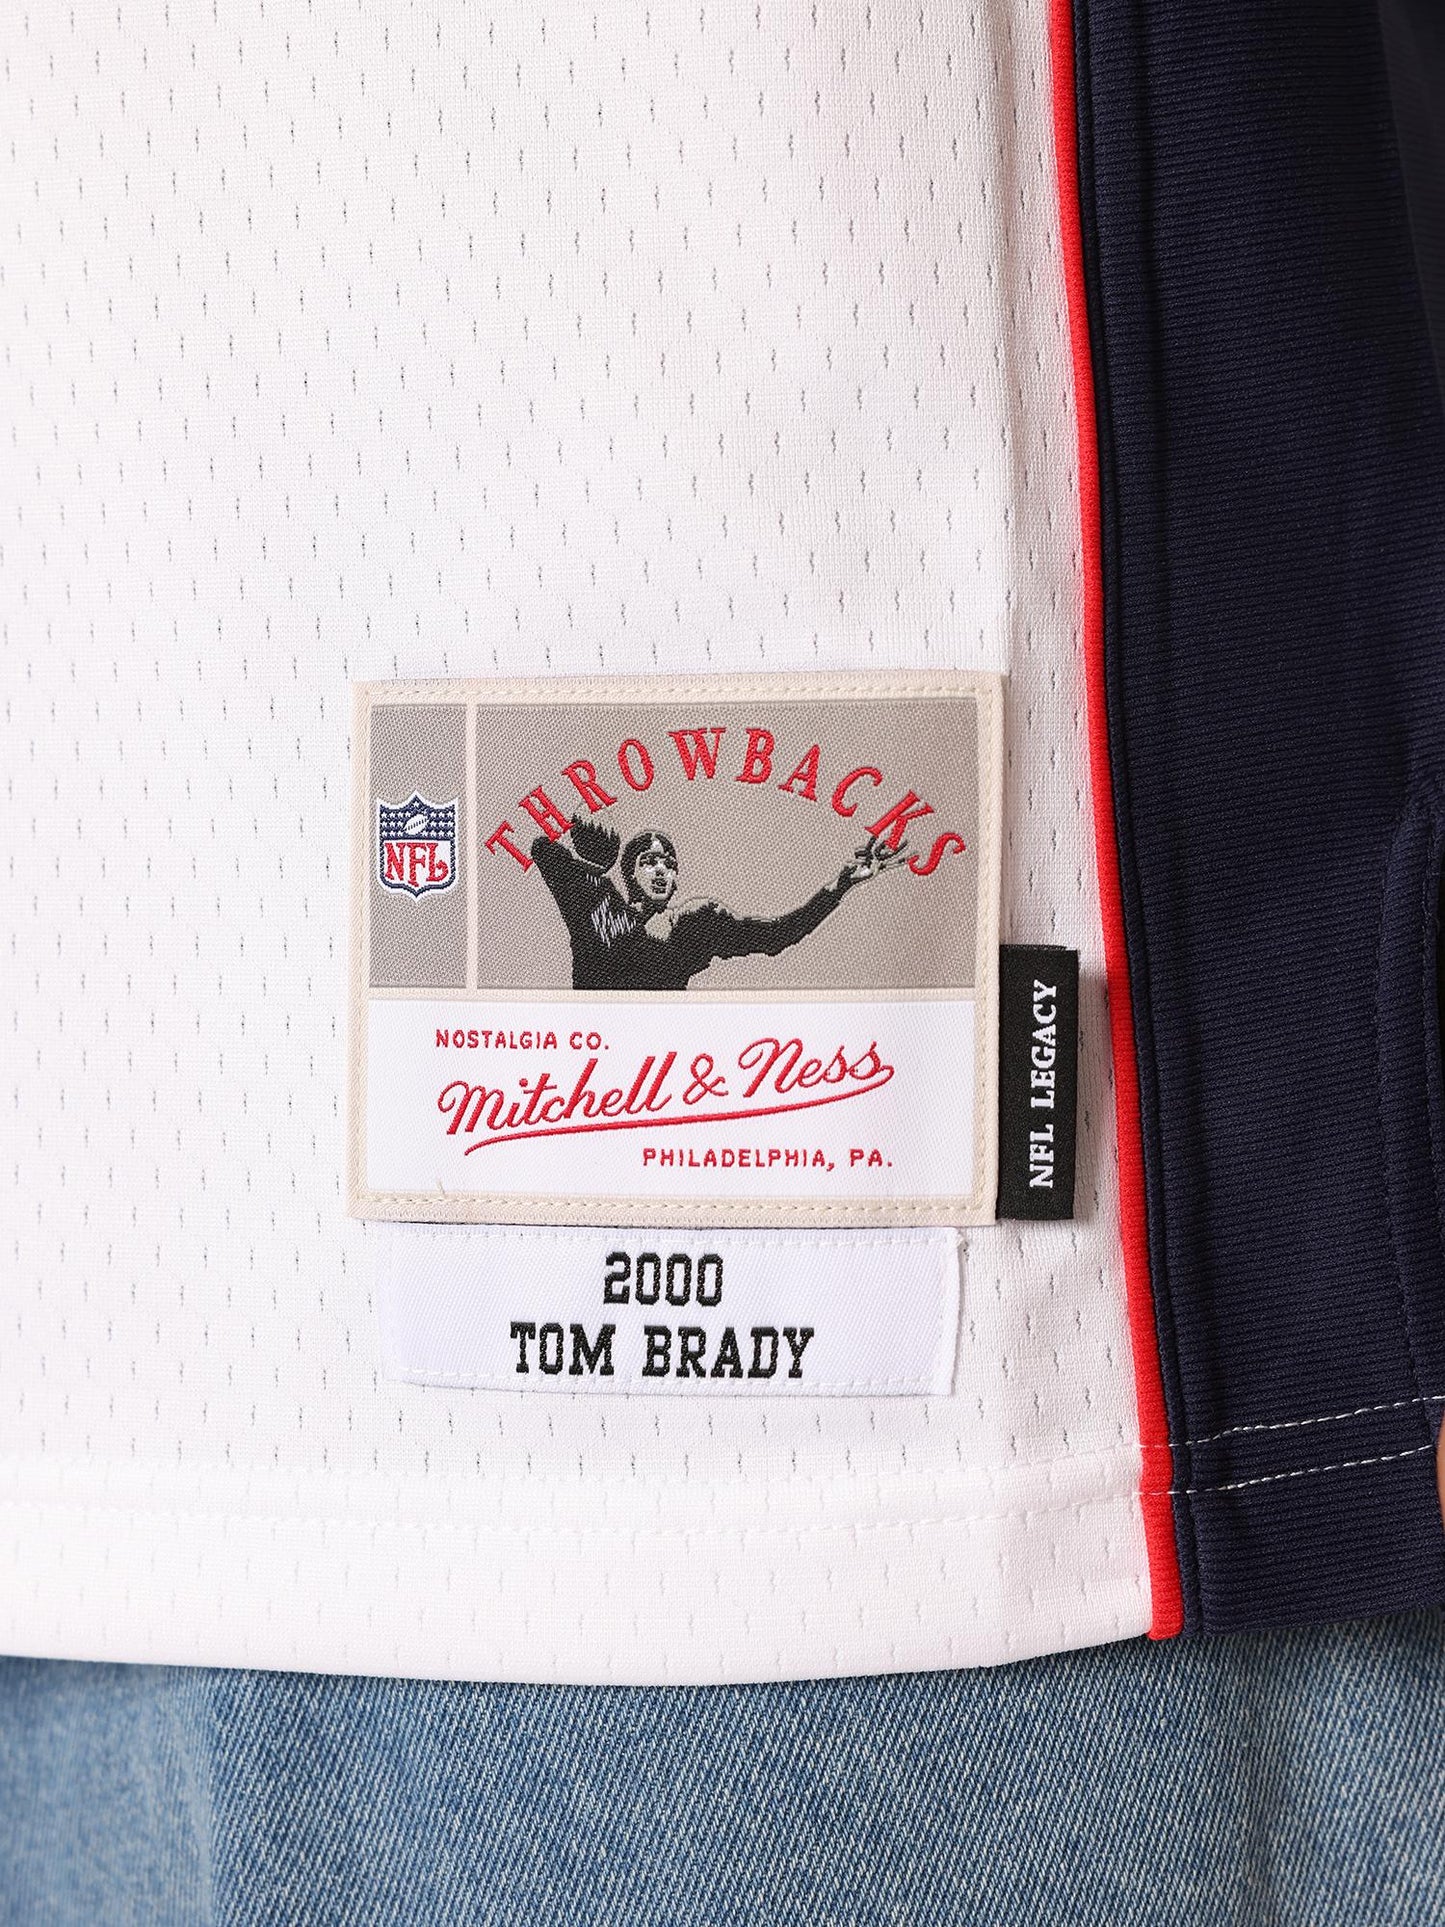 THROWBACKS
NFL
NOSTALGIA CO.
Mitchell & Ness
PHILADELPHIA, PA.
NFL LEGACY
2000
TOM BRADY